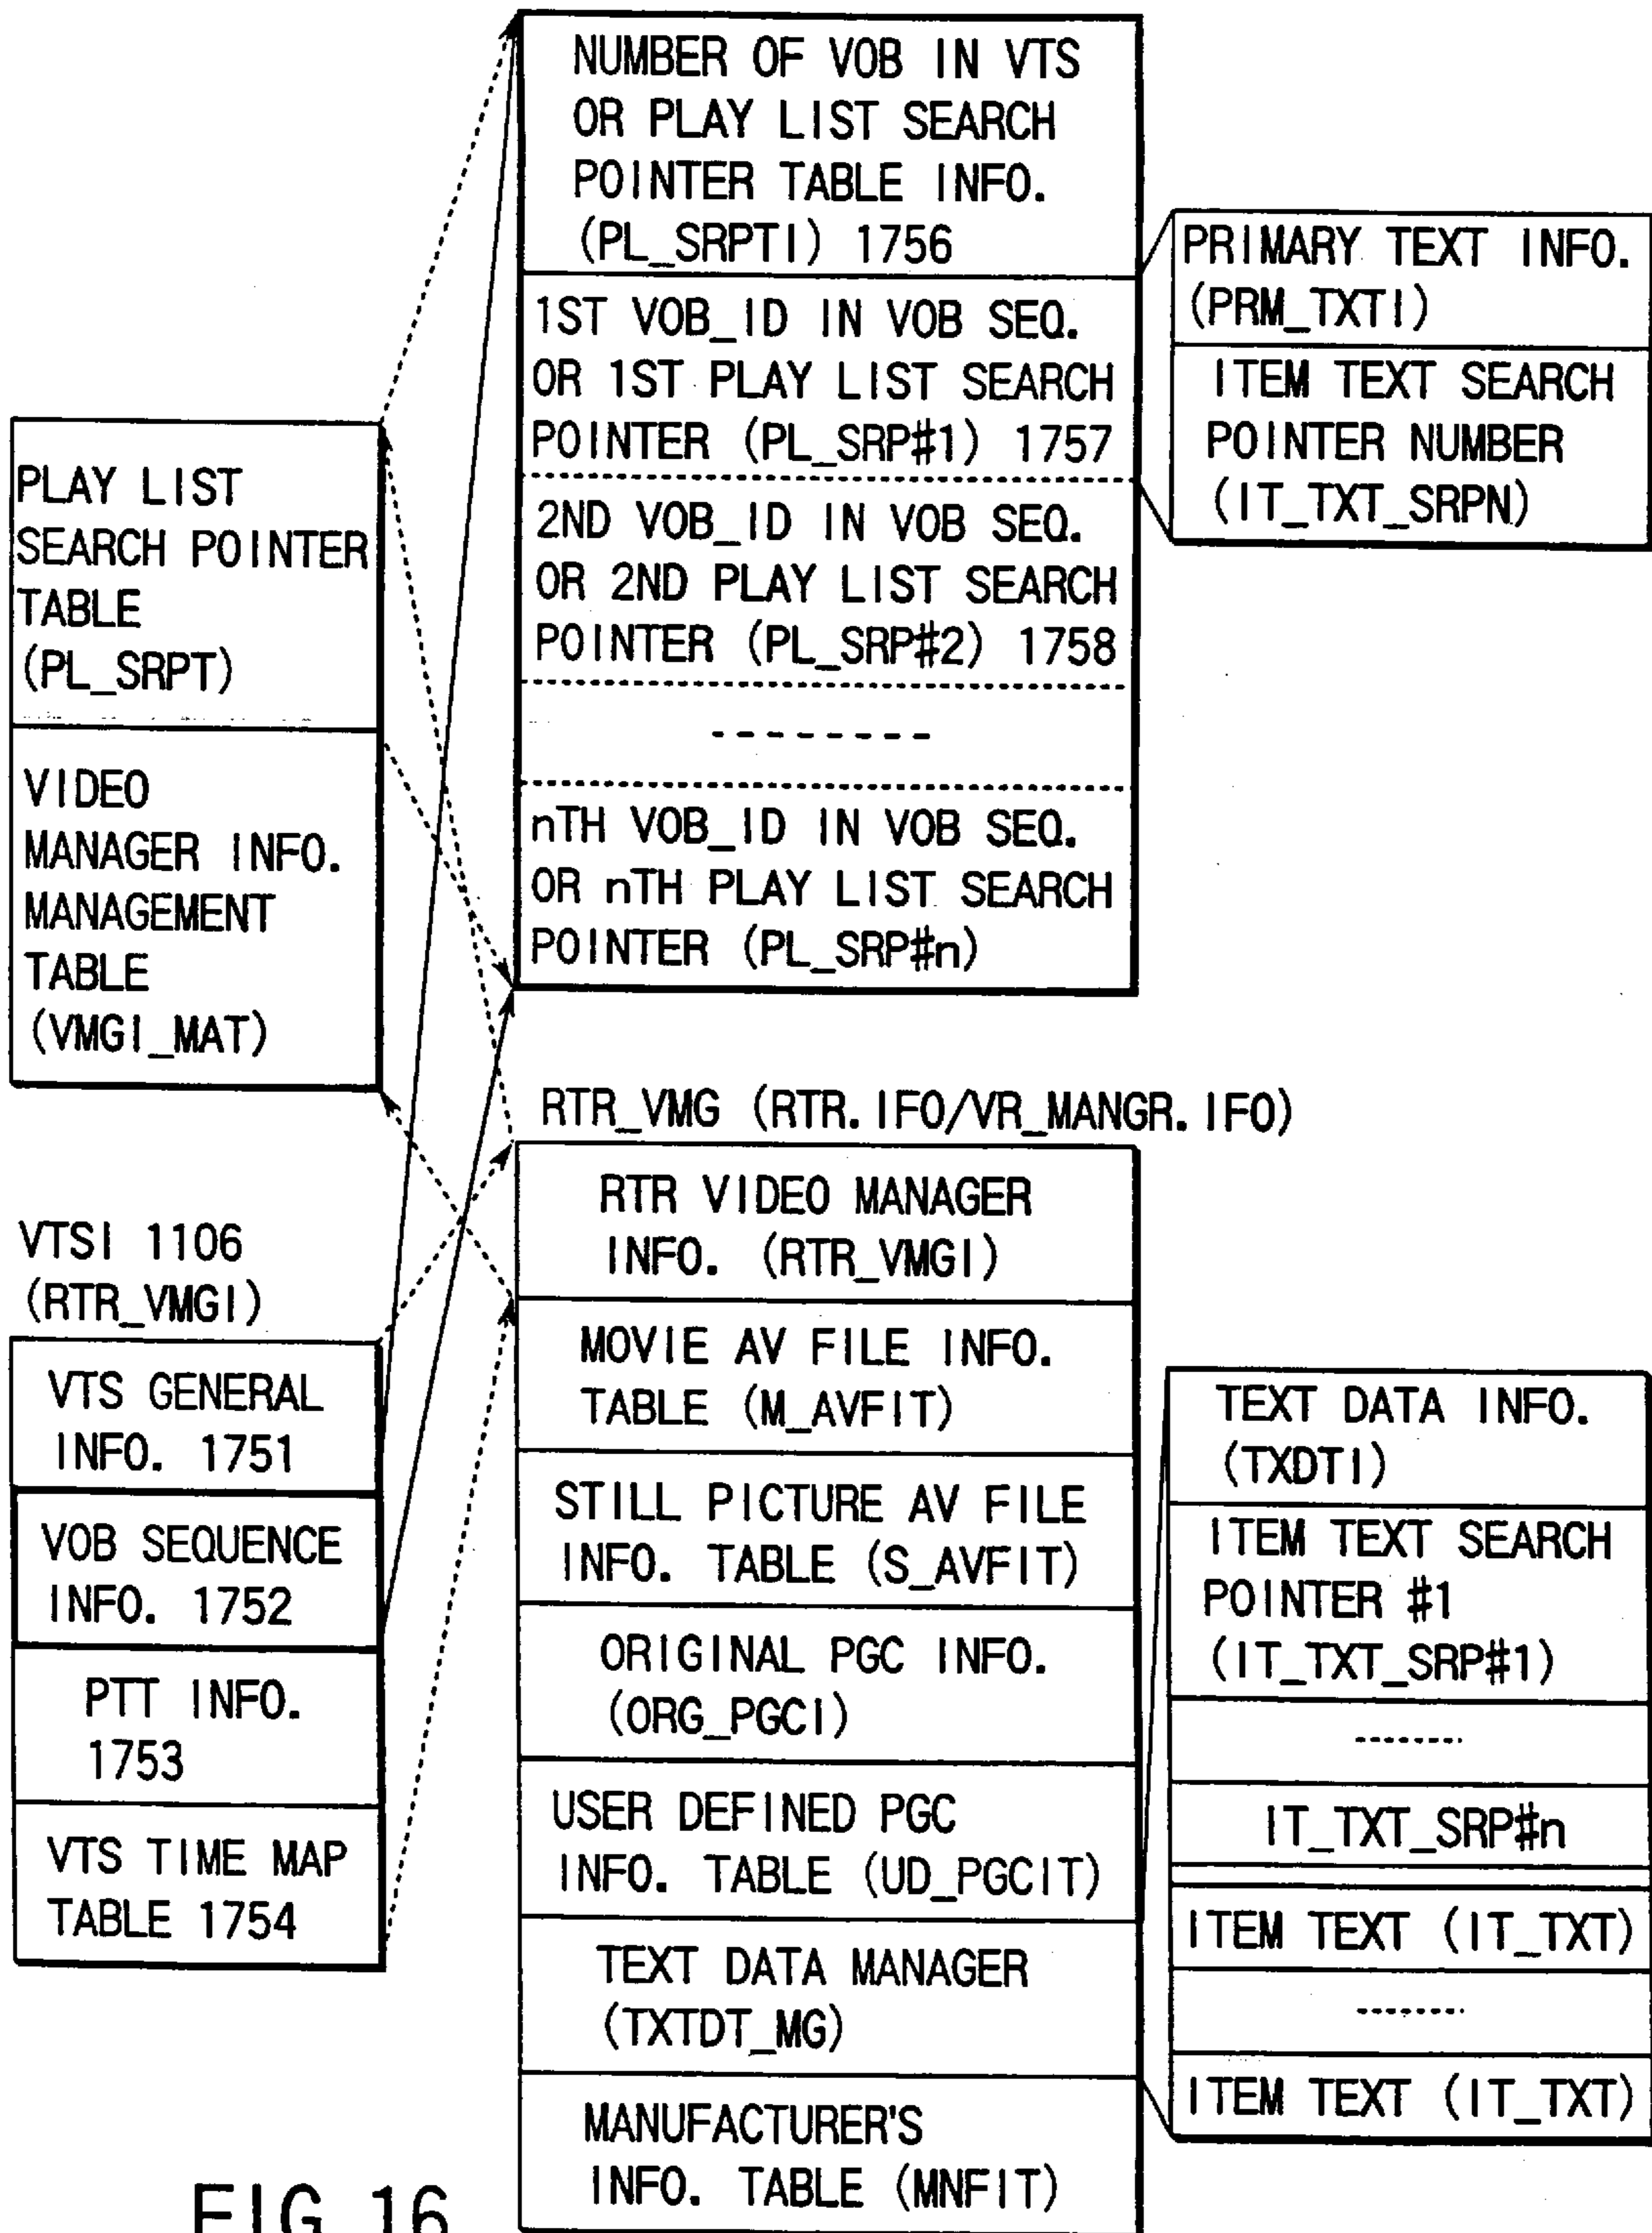 NUMBER OF VOB IN VTS
OR PLAY LIST SEARCH
POINTER TABLE INFO.
(PL_SRPTI) 1756
1ST VOB_ID IN VOB SEQ.
OR 1ST PLAY LIST SEARCH
POINTER (PL_SRP#1) 1757
2ND VOB_ID IN VOB SEQ.
OR 2ND PLAY LIST SEARCH
POINTER (PL_SRP#2) 1758
nTH VOB_ID IN VOB SEQ.
OR nTH PLAY LIST SEARCH
POINTER (PL_SRP#n)
PRIMARY TEXT INFO.
(PRM_TXTI)
ITEM TEXT SEARCH
POINTER NUMBER
(IT_TXT_SRPN)
PLAY LIST
SEARCH POINTER
TABLE
(PL_SRPT)
VIDEO
MANAGER INFO.
MANAGEMENT
TABLE
(VMGI_MAT)
VTSI 1106
(RTR_VMGI)
VTS GENERAL
INFO. 1751
VOB SEQUENCE
INFO. 1752
PTT INFO.
1753
VTS TIME MAP
TABLE 1754
RTR_VMG (RTR.IFO/VR_MANGR.IFO)
RTR VIDEO MANAGER
INFO. (RTR_VMGI)
MOVIE AV FILE INFO.
TABLE (M_AVFIT)
STILL PICTURE AV FILE
INFO. TABLE (S_AVFIT)
ORIGINAL PGC INFO.
(ORG_PGCI)
USER DEFINED PGC
INFO. TABLE (UD_PGCIT)
TEXT DATA MANAGER
(TXTDT_MG)
MANUFACTURER'S
INFO. TABLE (MNFIT)
TEXT DATA INFO.
(TXDTI)
ITEM TEXT SEARCH
POINTER #1
(IT_TXT_SRP#1)
IT_TXT_SRP#n
ITEM TEXT (IT_TXT)
ITEM TEXT (IT_TXT)
FIG. 16